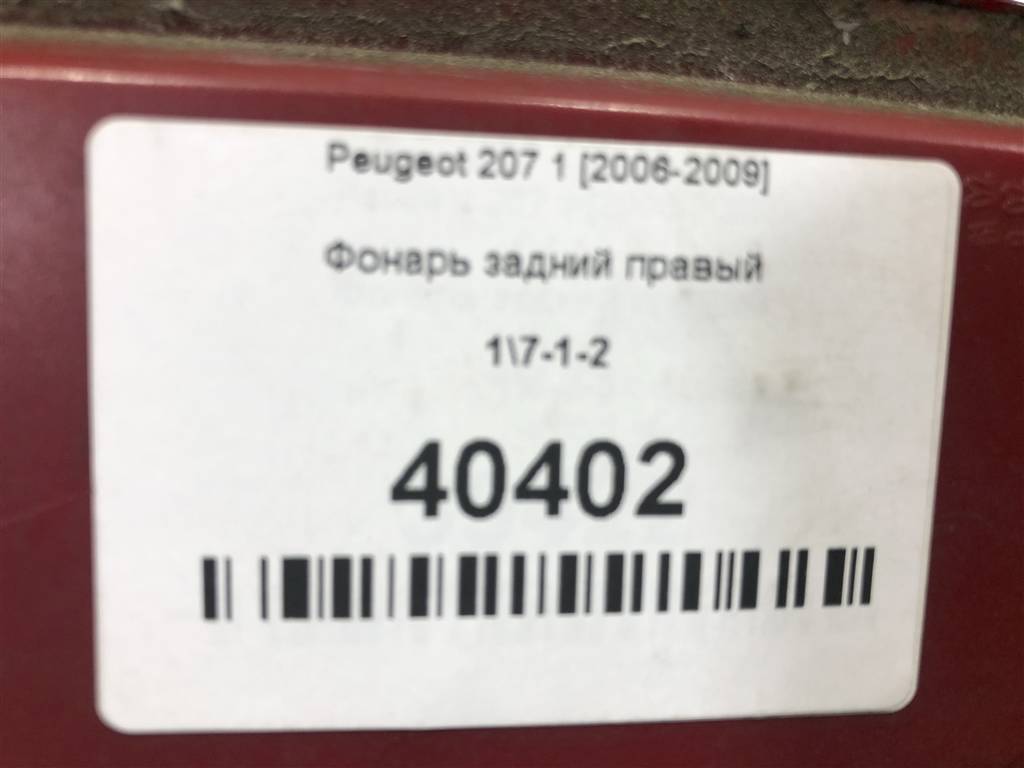 Peugeot 207 1 [2006-2009]
Фонарь задний правый
1\7-1-2
40402